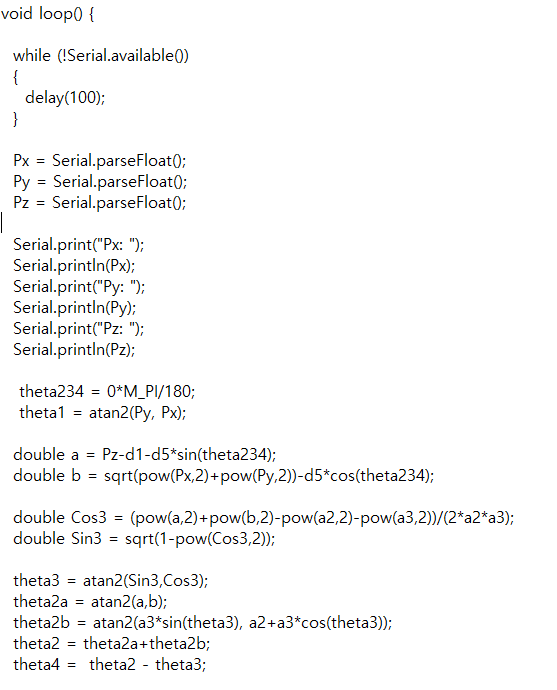 void loop() {
while (!Serial.available())
{
delay(100);
}
Px = Serial.parseFloat();
Py = Serial.parseFloat();
Pz = Serial.parseFloat();
Serial.print("Px: ");
Serial.println(Px);
Serial.print("Py: ");
Serial.println(Py);
Serial.print("Pz: ");
Serial.println(Pz);
theta234 = 0*M_PI/180;
theta1 = atan2(Py, Px);
double a = Pz-d1-d5*sin(theta234);
double b = sqrt(pow(Px,2)+pow(Py,2))-d5*cos(theta234);
double Cos3 = (pow(a,2)+pow(b,2)-pow(a2,2)-pow(a3,2))/(2*a2*a3);
double Sin3 = sqrt(1-pow(Cos3,2));
theta3 = atan2(Sin3,Cos3);
theta2a = atan2(a,b);
theta2b = atan2(a3*sin(theta3), a2+a3*cos(theta3));
theta2 = theta2a+theta2b;
theta4 =  theta2 - theta3;